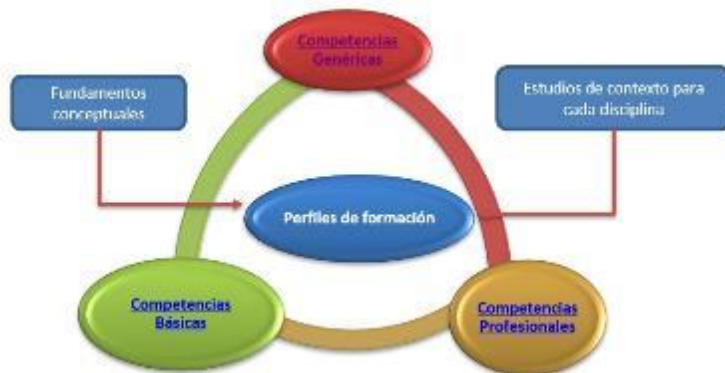 Competencias
Genéricas
Fundamentos
conceptuales
Estudios de contexto para
cada disciplina
Perfiles de formación
Competencias
Básicas
Competencias
Profesionales